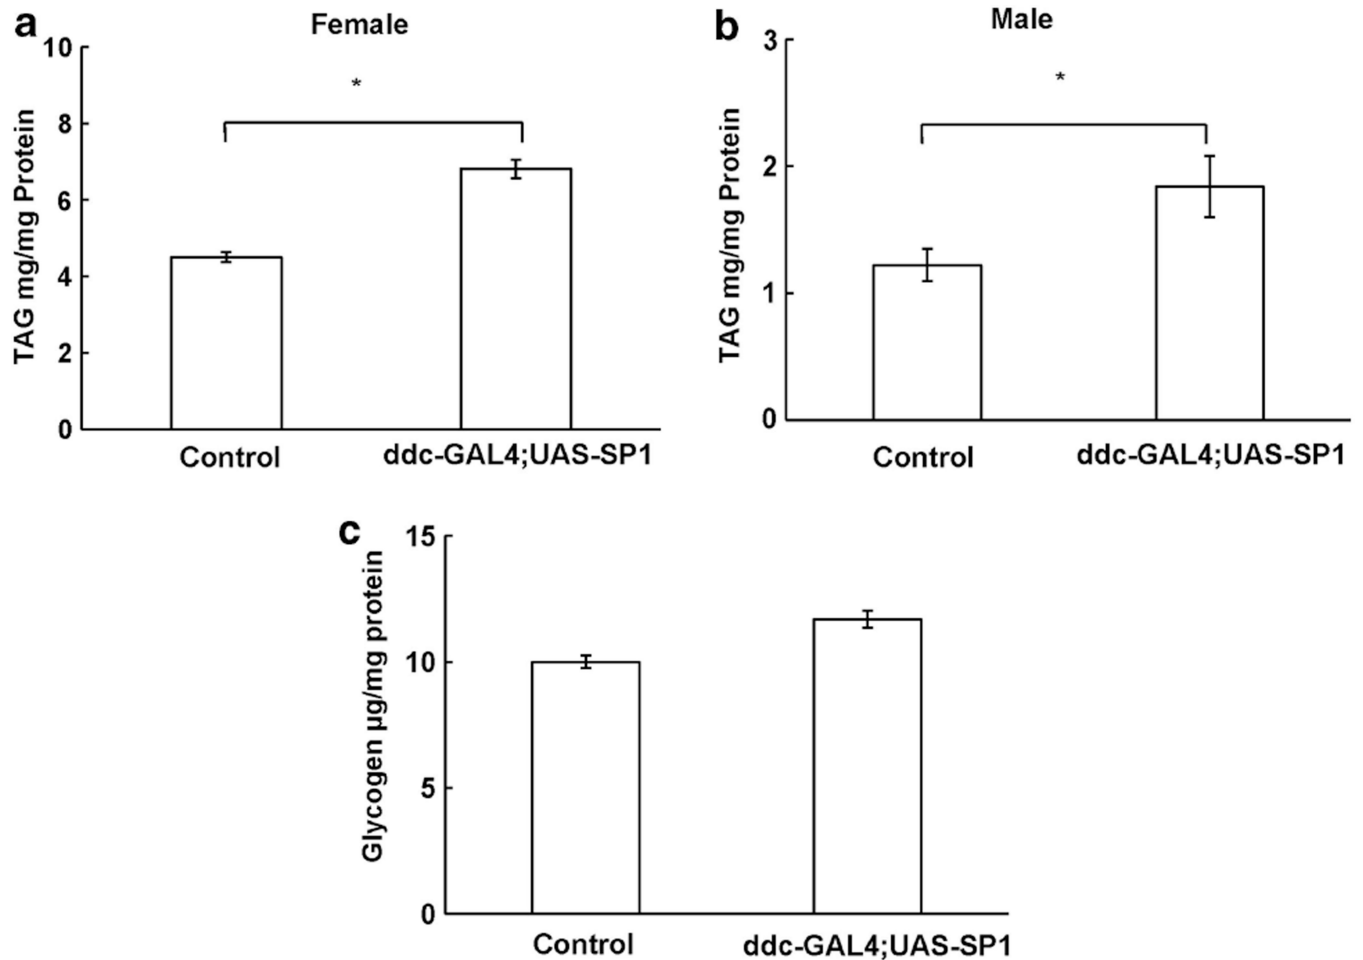 a
Female
TAG mg/mg Protein
10
8
6
4
2
0
*
Control
ddc-GAL4;UAS-SP1
b
Male
TAG mg/mg Protein
3
2
1
0
*
Control
ddc-GAL4;UAS-SP1
c
Glycogen µg/mg protein
15
10
5
0
Control
ddc-GAL4;UAS-SP1